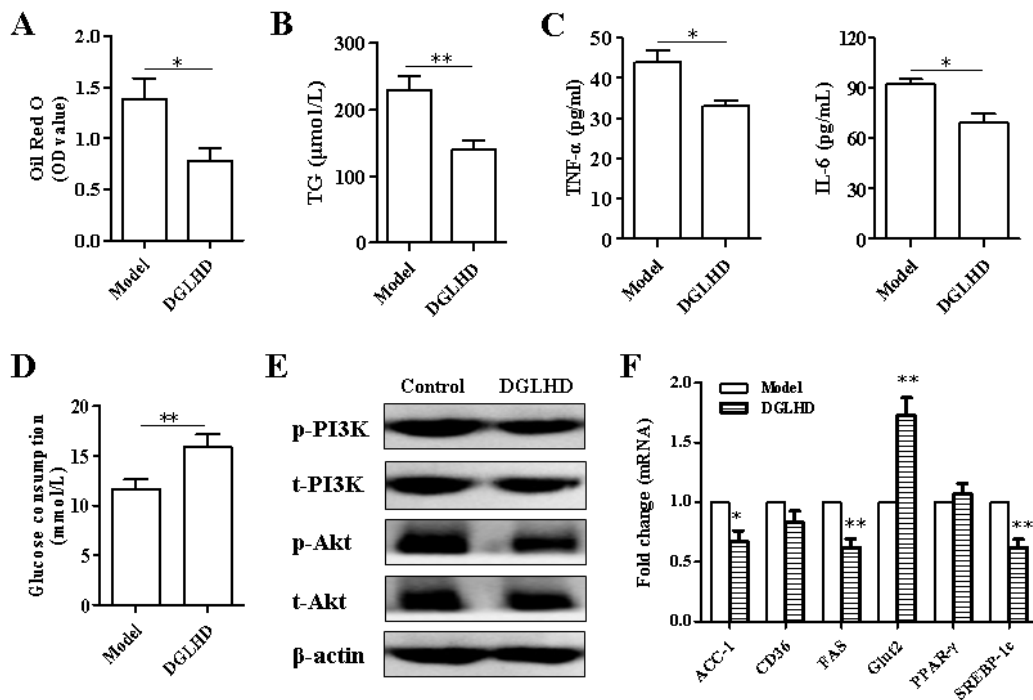 A
Oil Red O
(OD value)
2.0
1.5
1.0
0.5
0.0
*
Model
DGLHD
B
TG (μmol/L)
300
200
100
0
**
Model
DGLHD
C
TNF-α (pg/ml)
50
40
30
20
10
0
*
Model
DGLHD
IL-6 (pg/mL)
120
90
60
30
0
*
Model
DGLHD
D
Glucose consumption
(mmol/L)
20
15
10
5
0
**
Model
DGLHD
E
Control DGLHD
p-PI3K
t-PI3K
p-Akt
t-Akt
β-actin
F
Fold change (mRNA)
2.0
1.5
1.0
0.5
0.0
Model
DGLHD
*
**
**
**
ACC-1
CD36
FAS
Glut2
PPAR-γ
SREBP-1c